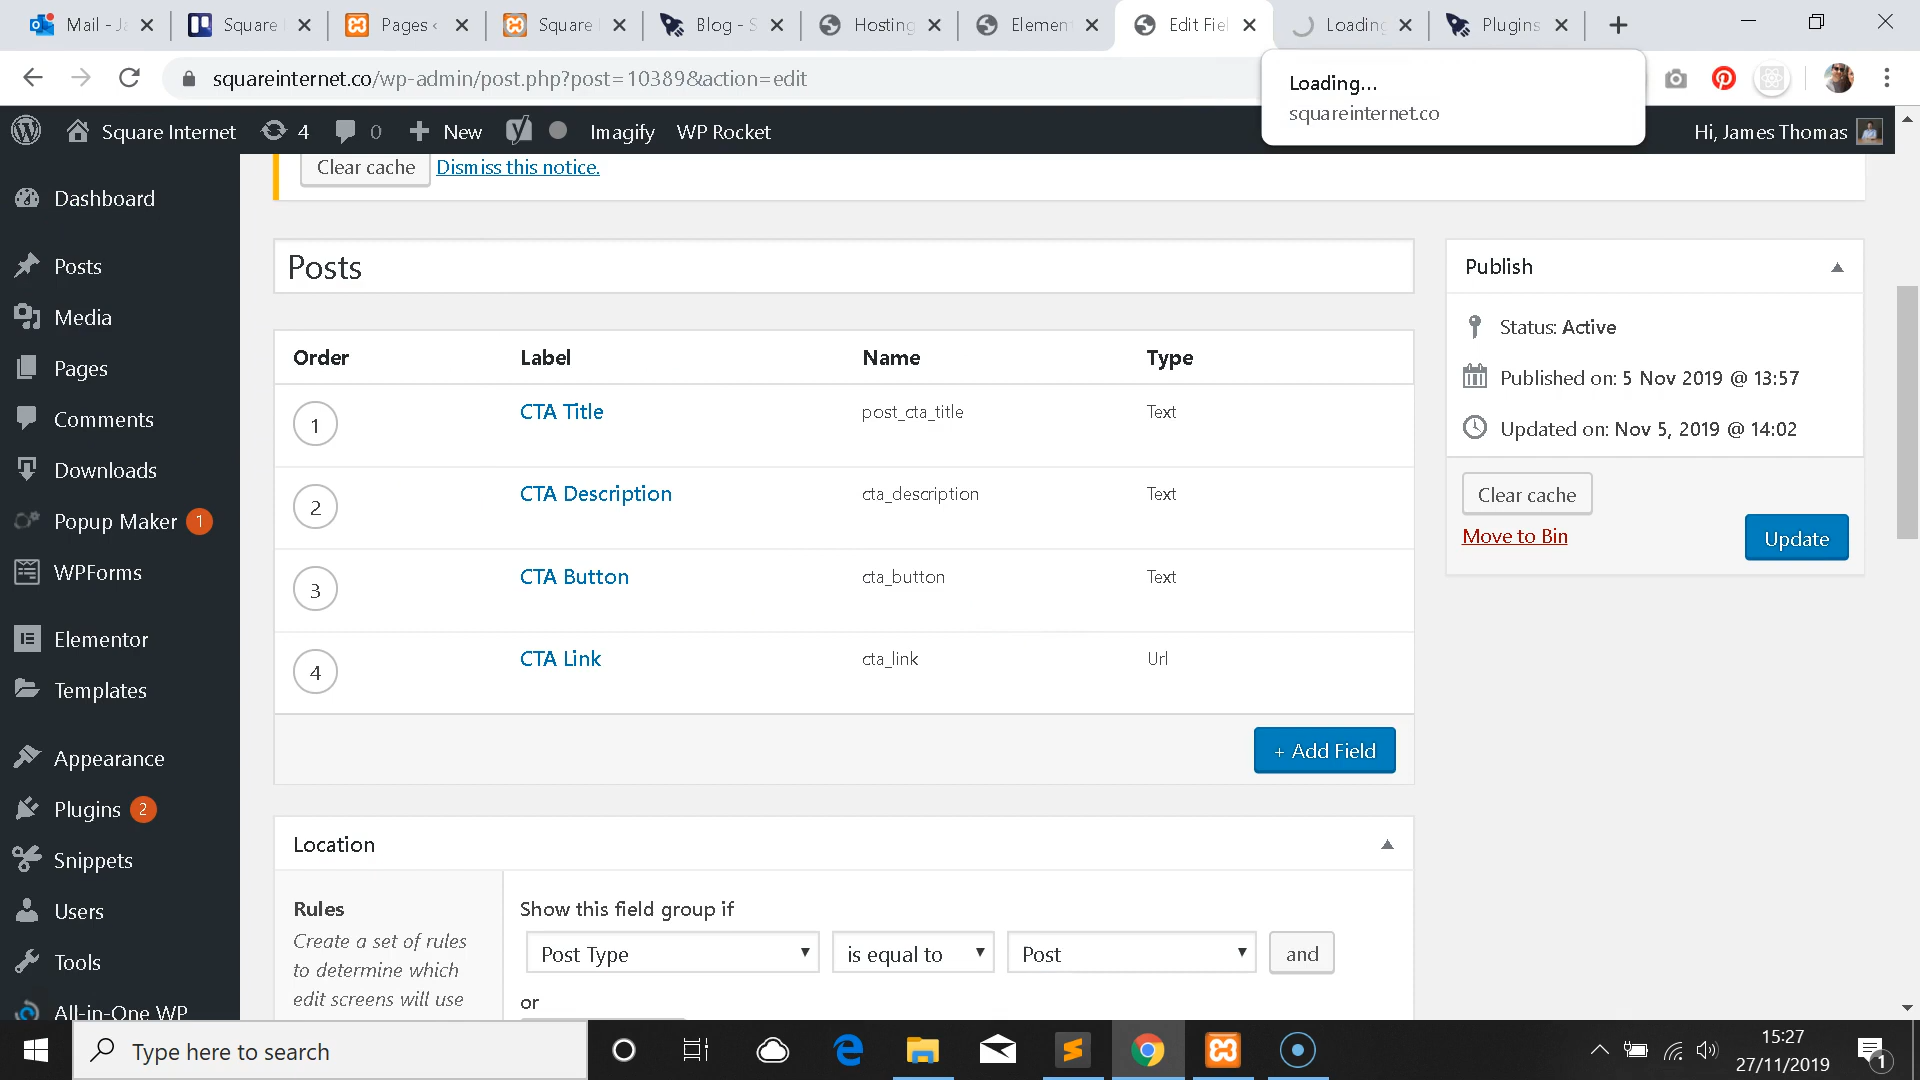 Mail - Ja
Square
Pages
Square
Blog - S
Hosting
Element
Edit Fiel
Loading
Plugins
squareinternet.co/wp-admin/post.php?post=10389&action=edit
Loading...
squareinternet.co
Square Internet
4
0
New
Imagify
WP Rocket
Hi, James Thomas
Clear cache
Dismiss this notice.
Dashboard
Posts
Media
Pages
Comments
Downloads
Popup Maker 1
WPForms
Elementor
Templates
Appearance
Plugins 2
Snippets
Users
Tools
All-in-One WP
Posts
Order Label Name Type
1 CTA Title post_cta_title Text
2 CTA Description cta_description Text
3 CTA Button cta_button Text
4 CTA Link cta_link Url
+ Add Field
Publish
Status: Active
Published on: 5 Nov 2019 @ 13:57
Updated on: Nov 5, 2019 @ 14:02
Clear cache
Move to Bin
Update
Location
Rules
Create a set of rules
to determine which
edit screens will use
Show this field group if
Post Type is equal to Post and
or
Type here to search
15:27
27/11/2019
1